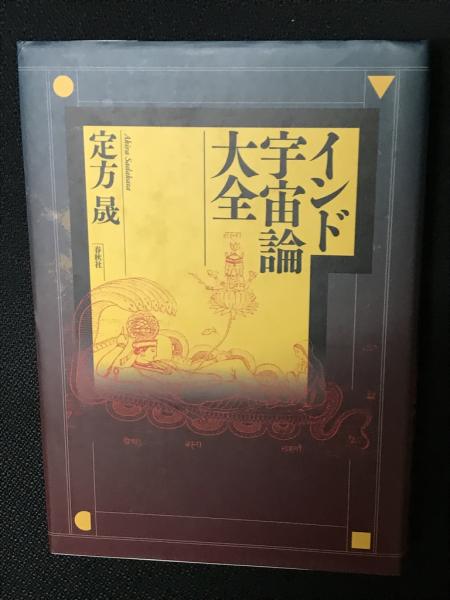 インド
宇宙論
大全
定方 晟
Akira Sadakata
春秋社